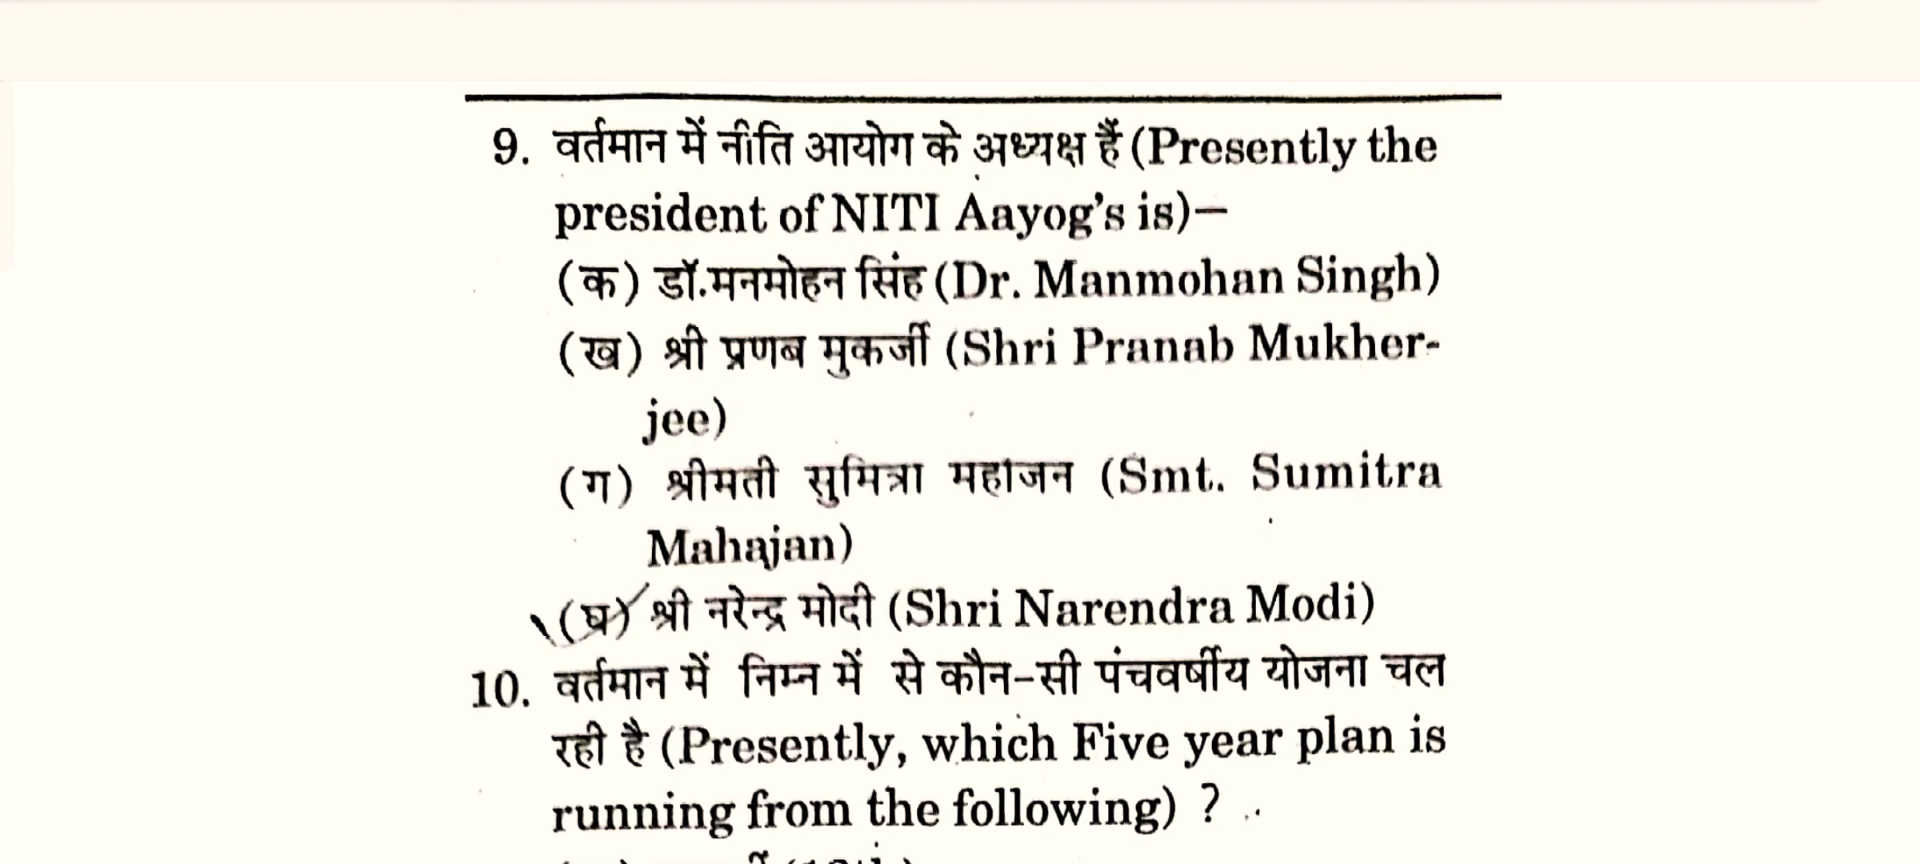 9. वर्तमान में नीति आयोग के अध्यक्ष हैं (Presently the
president of NITI Aayog's is)—
(क) डॉ.मनमोहन सिंह (Dr. Manmohan Singh)
(ख) श्री प्रणब मुकर्जी (Shri Pranab Mukher-
jee)
(ग) श्रीमती सुमित्रा महाजन (Smt. Sumitra
Mahajan)
(घ) श्री नरेन्द्र मोदी (Shri Narendra Modi)
10. वर्तमान में निम्न में से कौन-सी पंचवर्षीय योजना चल
रही है (Presently, which Five year plan is
running from the following) ?